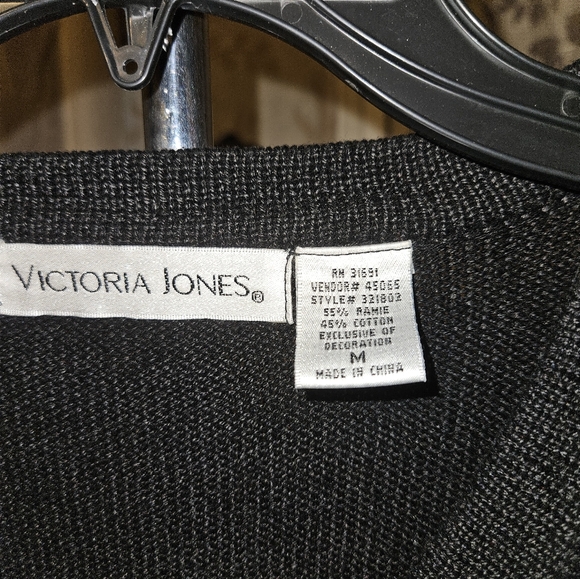 VICTORIA JONES®
RN 31691
VENDOR# 45065
STYLE# 321802
55% RAMIE
45% COTTON
EXCLUSIVE OF
DECORATION
M
MADE IN CHINA